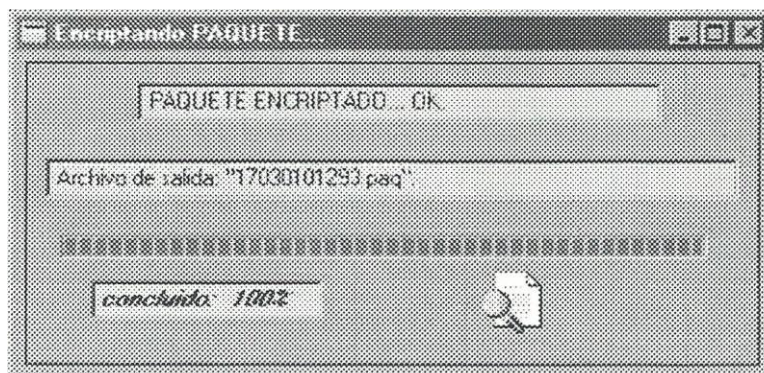 Encriptando PAQUETE...
PAQUETE ENCRIPTADO... OK.
Archivo de salida: "17030101293.paq".
concluido: 100%